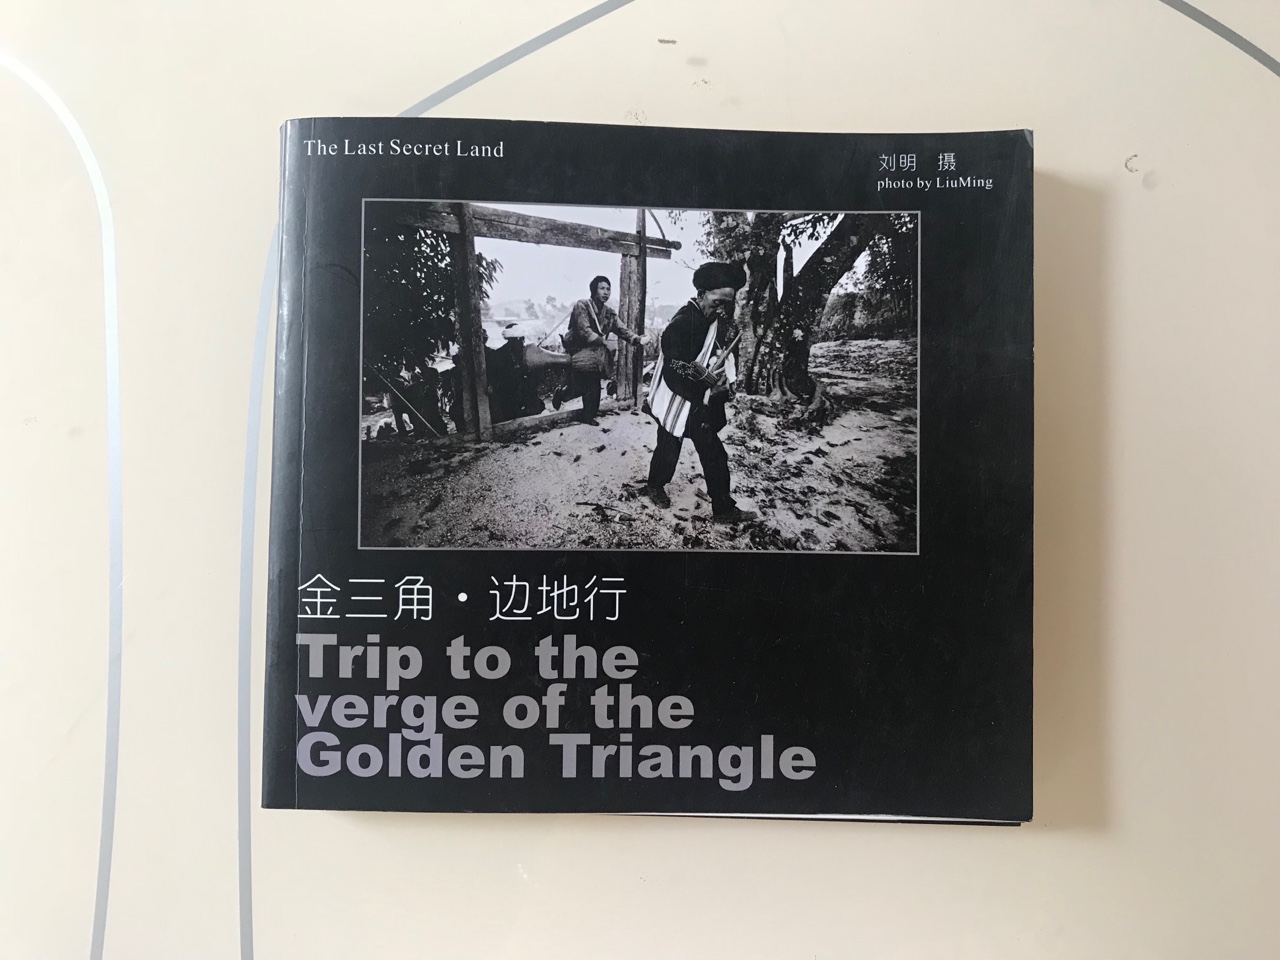 The Last Secret Land
刘明 摄
photo by LiuMing
金三角·边地行
Trip to the
verge of the
Golden Triangle